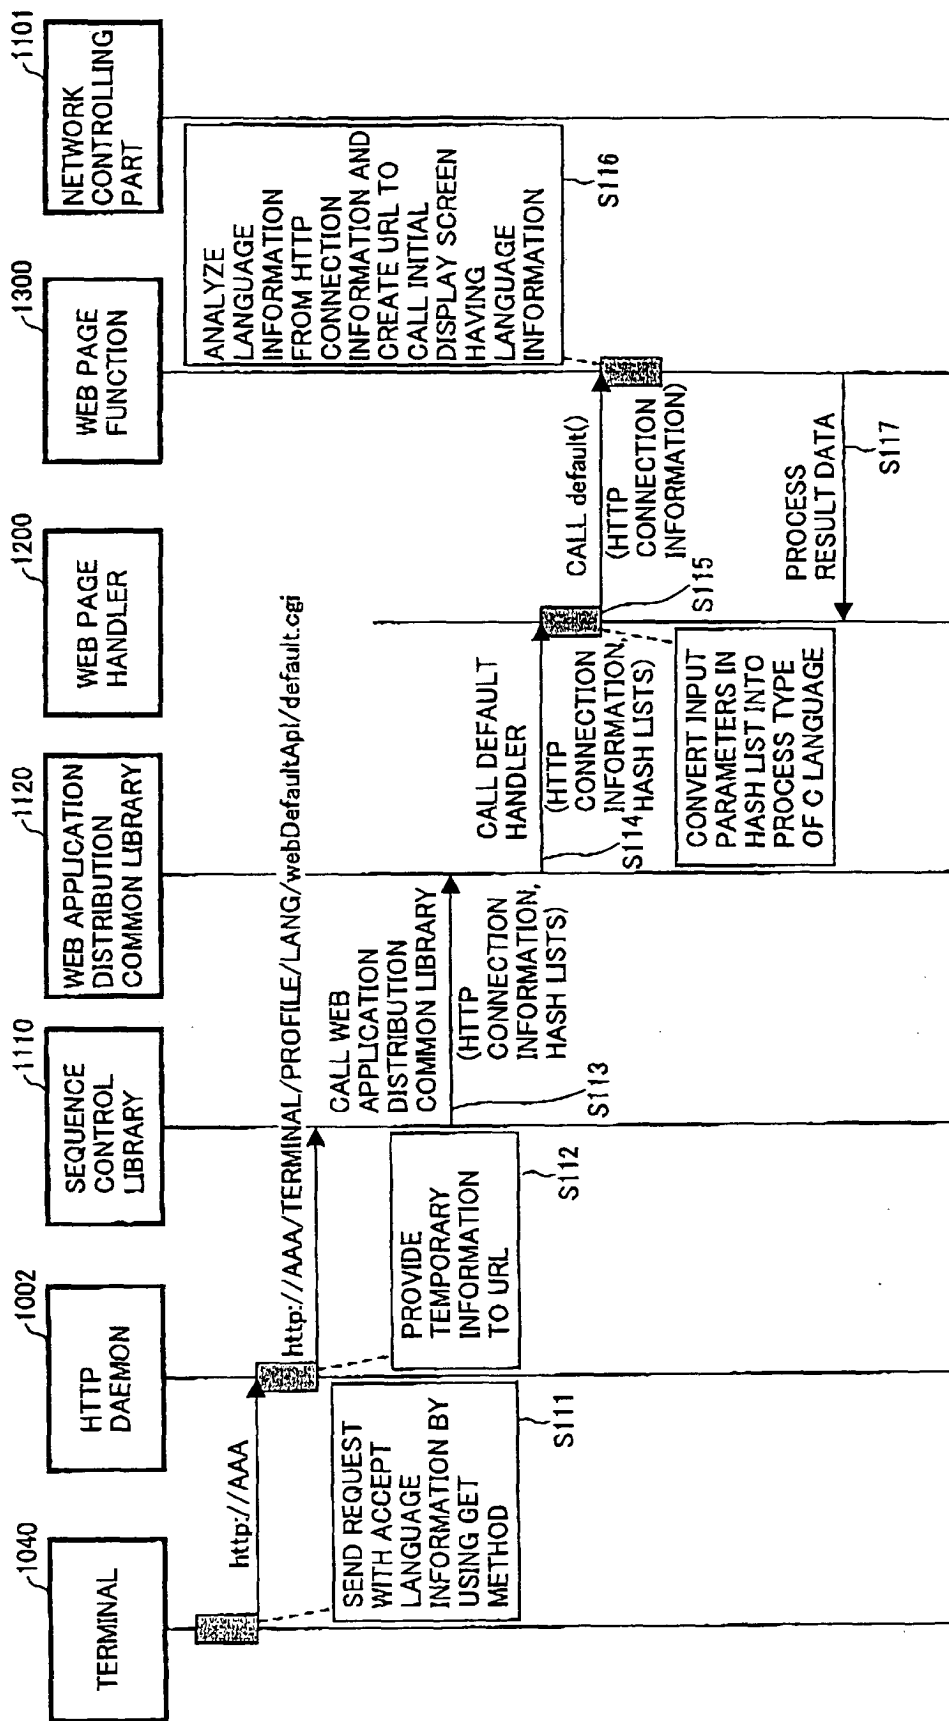 1040
TERMINAL
1002
HTTP
DAEMON
1110
SEQUENCE
CONTROL
LIBRARY
1120
WEB APPLICATION
DISTRIBUTION
COMMON LIBRARY
1200
WEB PAGE
HANDLER
1300
WEB PAGE
FUNCTION
1101
NETWORK
CONTROLLING
PART
http://AAA
SEND REQUEST
WITH ACCEPT
LANGUAGE
INFORMATION BY
USING GET
METHOD
S111
http://AAA/TERMINAL/PROFILE/LANG/webDefaultApl/default.cgi
PROVIDE
TEMPORARY
INFORMATION
TO URL
S112
CALL WEB
APPLICATION
DISTRIBUTION
COMMON LIBRARY
(HTTP
CONNECTION
INFORMATION,
HASH LISTS)
S113
CALL DEFAULT
HANDLER
(HTTP
CONNECTION
INFORMATION,
HASH LISTS)
S114
CONVERT INPUT
PARAMETERS IN
HASH LIST INTO
PROCESS TYPE
OF C LANGUAGE
S115
CALL default()
(HTTP
CONNECTION
INFORMATION)
ANALYZE
LANGUAGE
INFORMATION
FROM HTTP
CONNECTION
INFORMATION AND
CREATE URL TO
CALL INITIAL
DISPLAY SCREEN
HAVING
LANGUAGE
INFORMATION
S116
PROCESS
RESULT DATA
S117